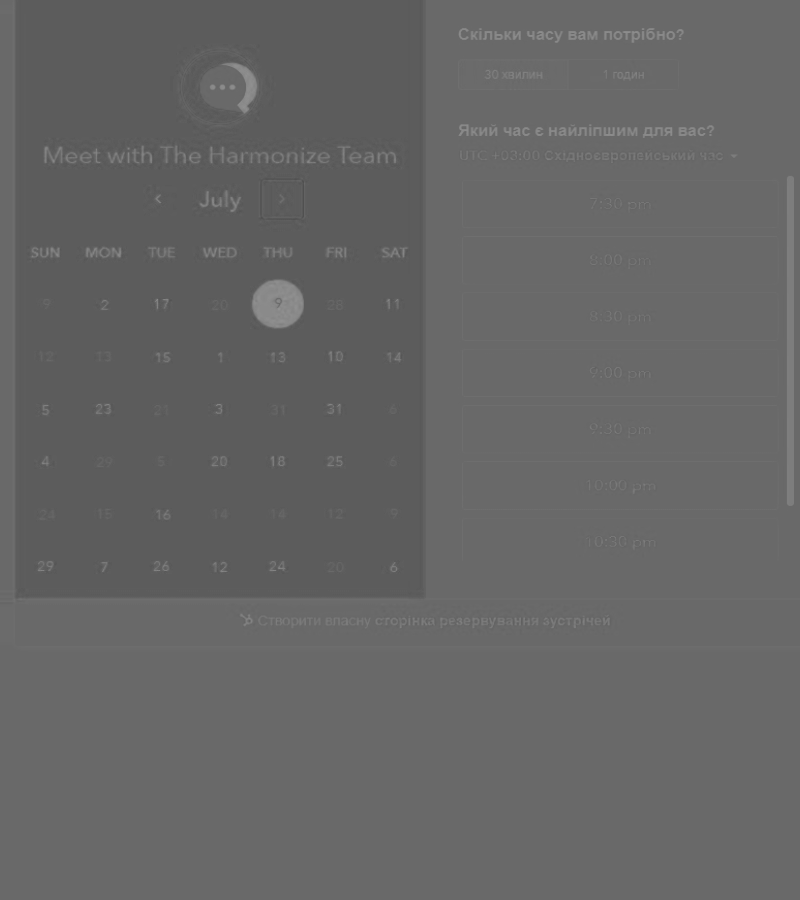 Meet with The Harmonize Team
July
SUN MON TUE WED THU FRI SAT
9 2 17 20 9 28 11
12 13 15 1 13 10 14
5 23 31 3 31 31 6
4 29 5 20 18 25 6
24 15 16 14 14 12 9
29 7 26 12 24 20 6
Скільки часу вам потрібно?
30 хвилин 1 годин
Який час є найліпшим для вас?
UTC +03:00 Східноєвропейський час
7:30 pm
8:00 pm
8:30 pm
9:00 pm
9:30 pm
10:00 pm
10:30 pm
Створити власну сторінка резервування зустрічей